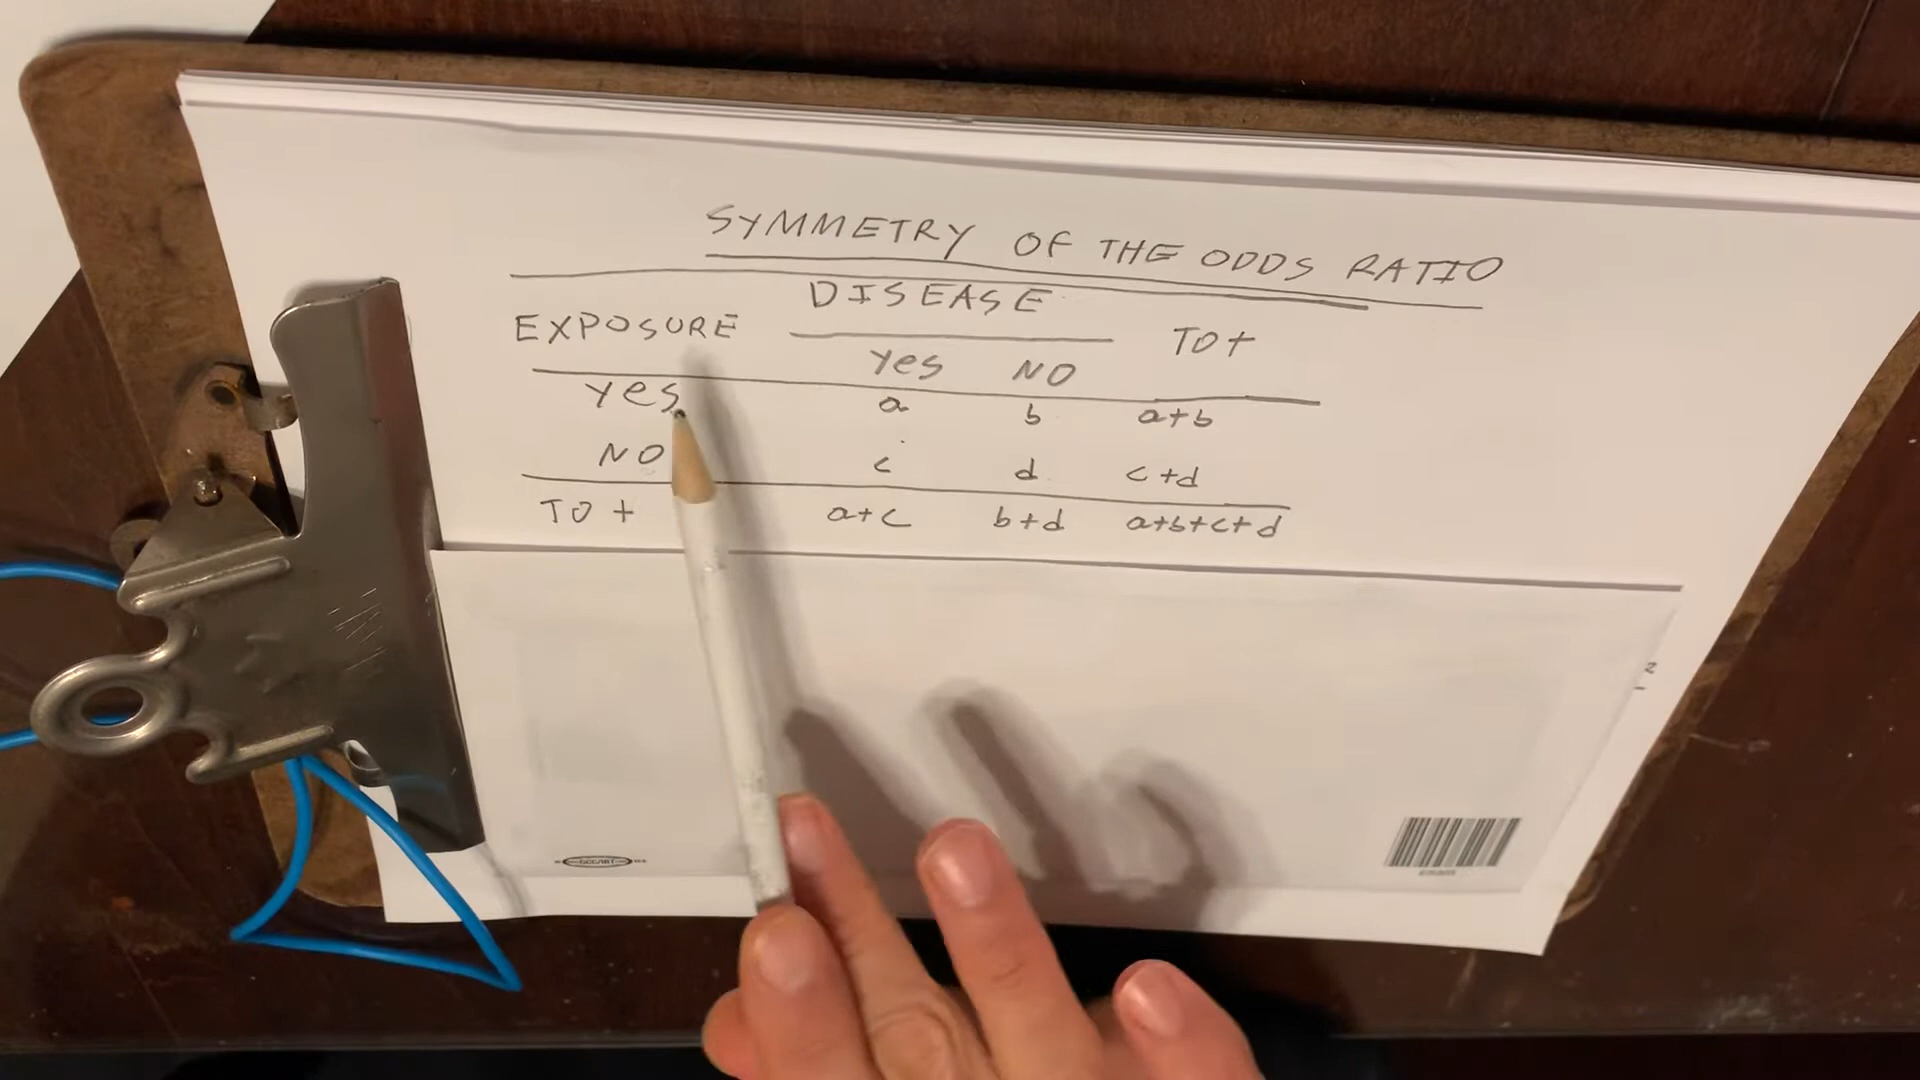 SYMMETRY OF THE ODDS RATIO
DISEASE
EXPOSURE TOT
Yes NO
Yes a b a+b
NO c d c+d
TOT a+c b+d a+b+c+d